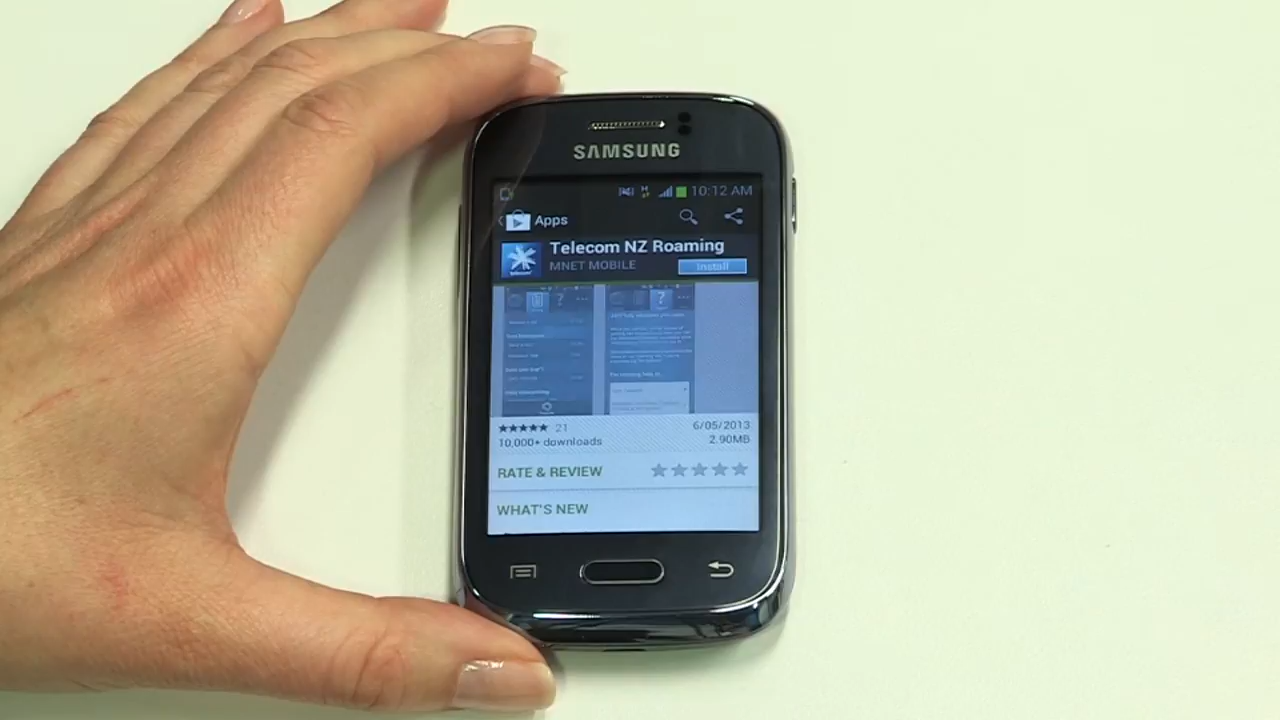 SAMSUNG
10:12 AM
Apps
Telecom NZ Roaming
MNET MOBILE
Install
telecom
?
?
21
6/05/2013
10,000+ downloads
2.90MB
RATE & REVIEW
WHAT'S NEW